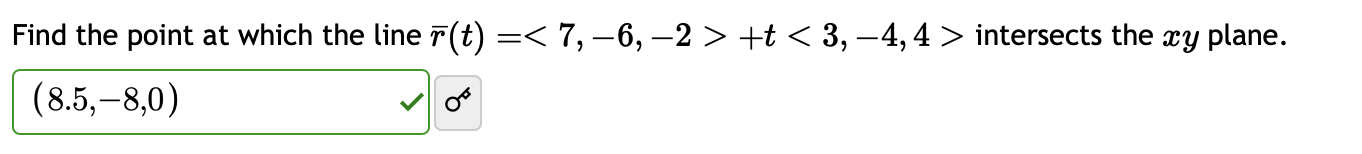 Find the point at which the line r̅(t) =< 7, −6, −2 > +t < 3, −4, 4 > intersects the xy plane.
(8.5,−8,0)